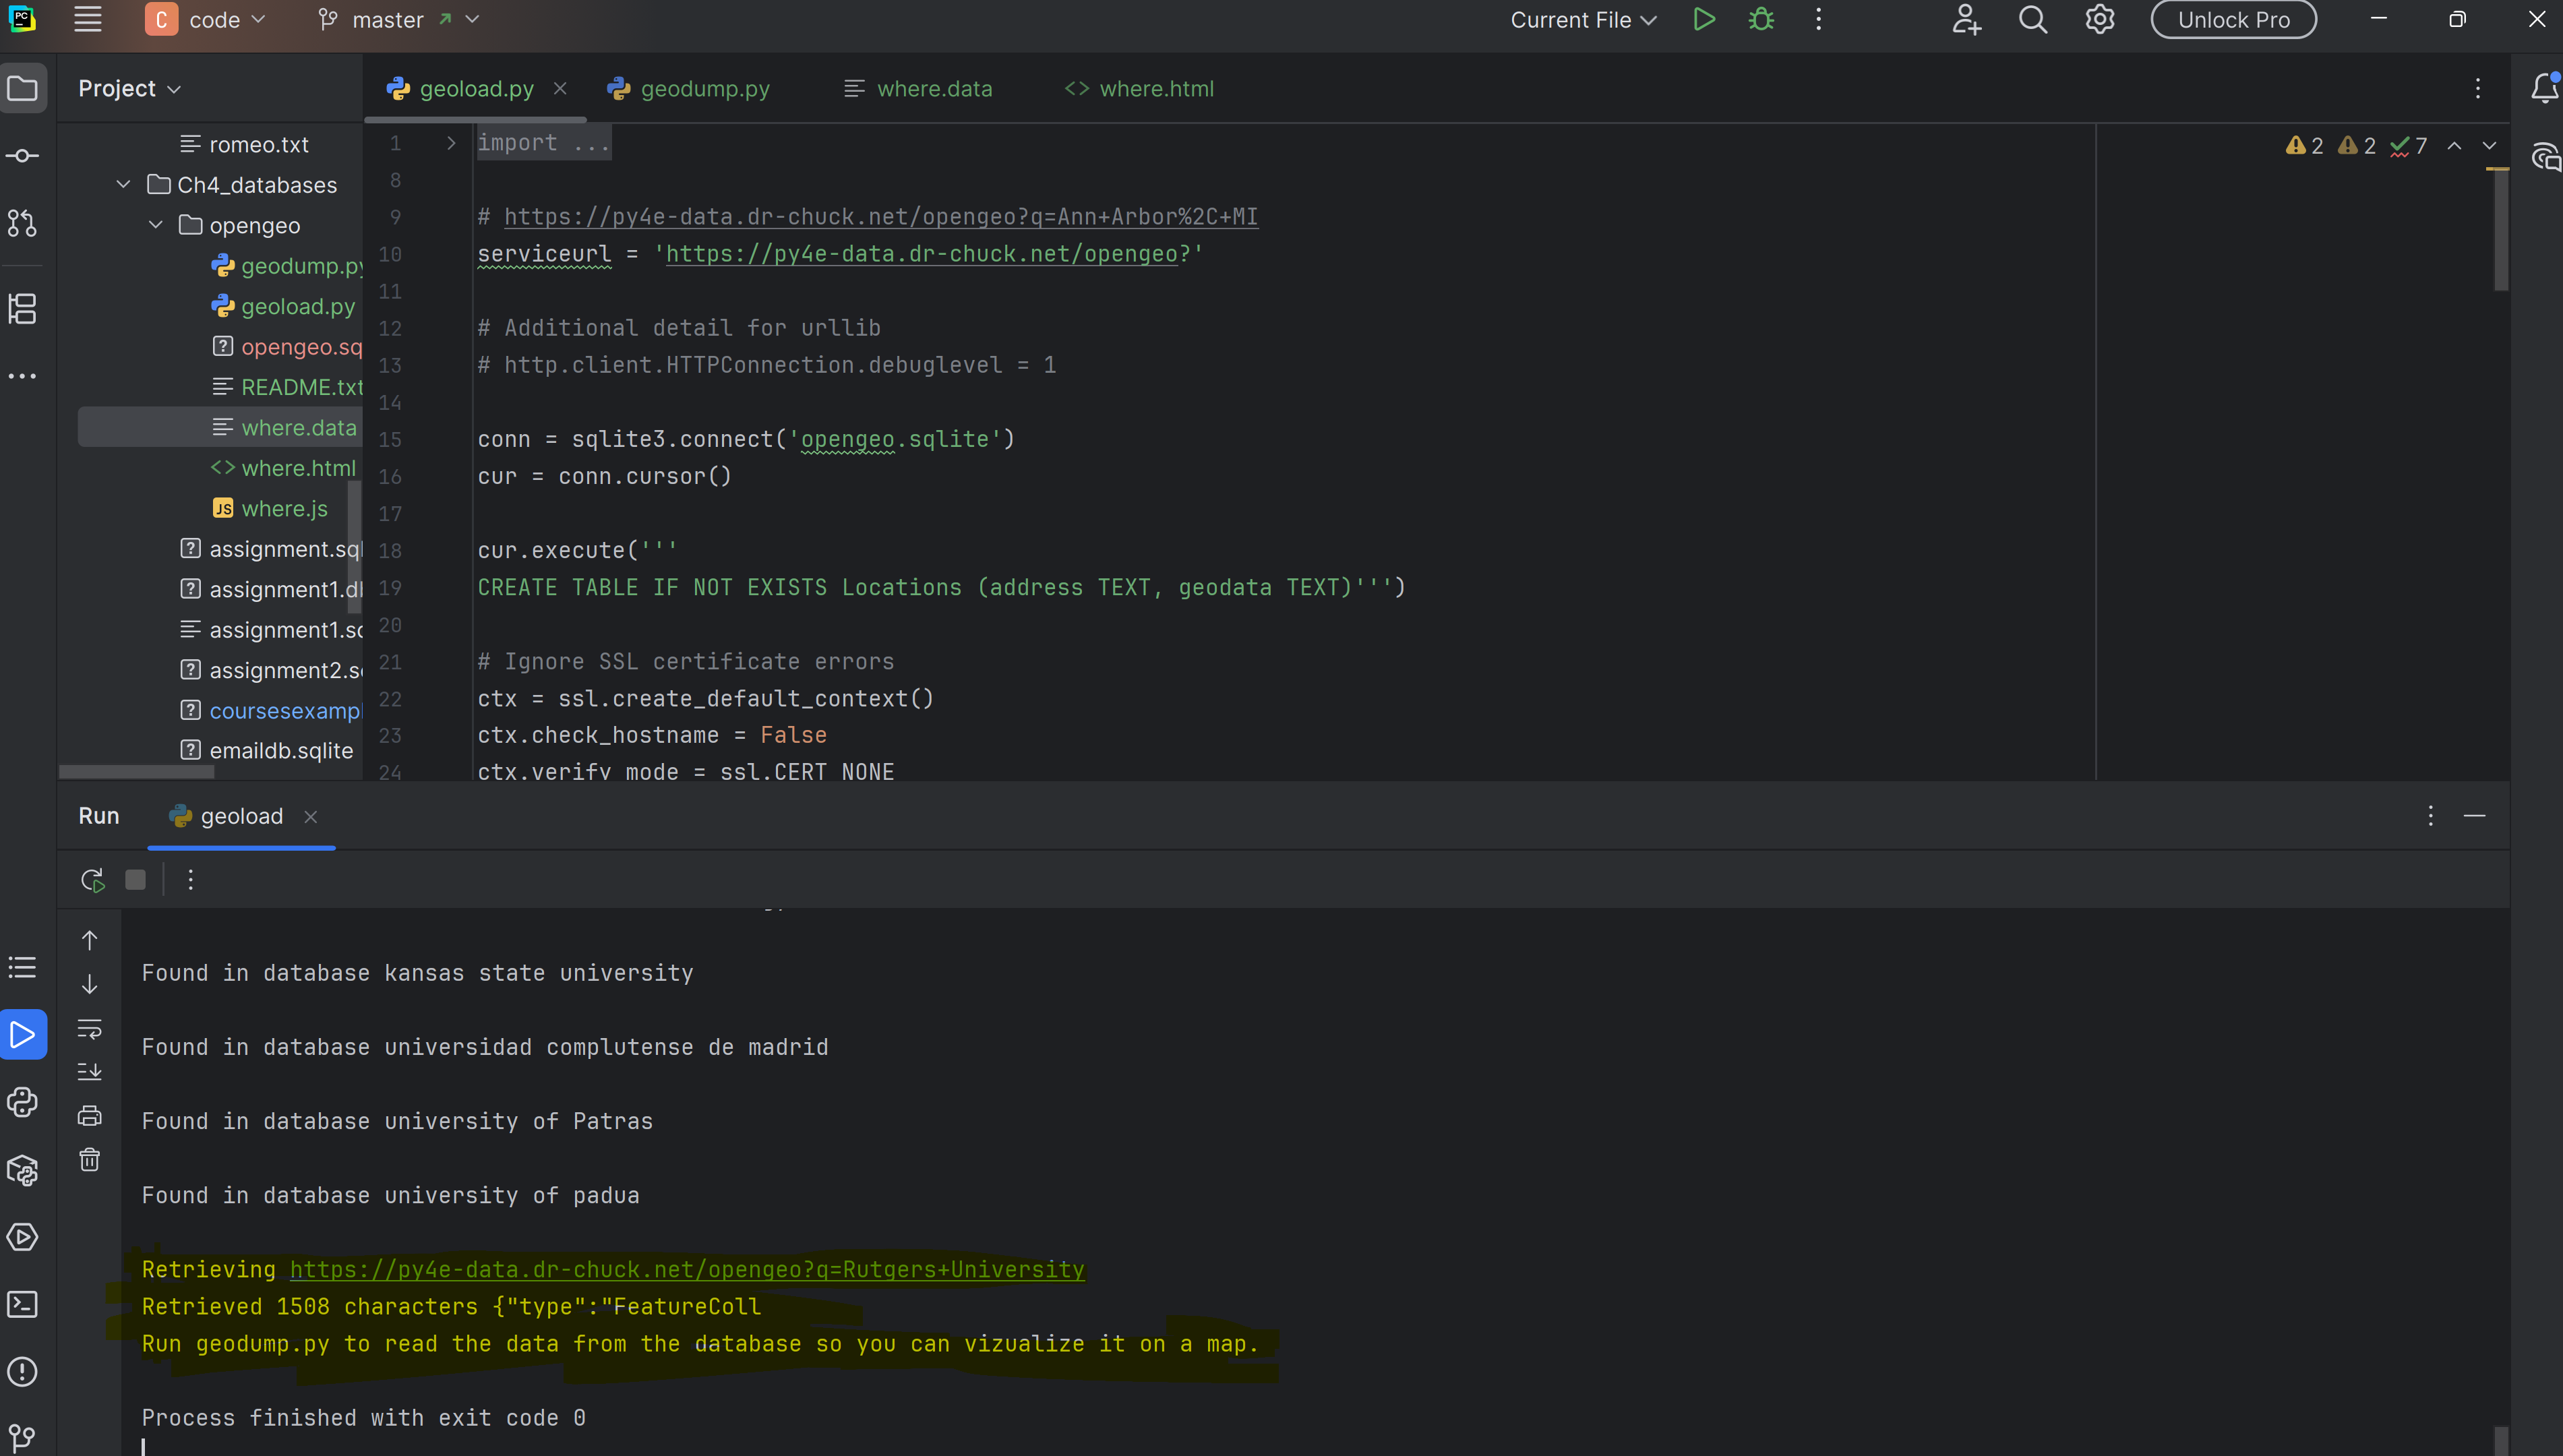 PC
C code
master
Current File
Unlock Pro
Project
geoload.py
geodump.py
where.data
<> where.html
romeo.txt
Ch4_databases
opengeo
geodump.py
geoload.py
opengeo.sq
README.txt
where.data
<> where.html
JS where.js
assignment.sql
assignment1.d
assignment1.s
assignment2.s
coursesexamp
emaildb.sqlite
1 import ...
8
9 # https://py4e-data.dr-chuck.net/opengeo?q=Ann+Arbor%2C+MI
10 serviceurl = 'https://py4e-data.dr-chuck.net/opengeo?'
11
12 # Additional detail for urllib
13 # http.client.HTTPConnection.debuglevel = 1
14
15 conn = sqlite3.connect('opengeo.sqlite')
16 cur = conn.cursor()
17
18 cur.execute('''
19 CREATE TABLE IF NOT EXISTS Locations (address TEXT, geodata TEXT)''')
20
21 # Ignore SSL certificate errors
22 ctx = ssl.create_default_context()
23 ctx.check_hostname = False
24 ctx.verify_mode = ssl.CERT_NONE
2 2 7
Run geoload
Found in database kansas state university
Found in database universidad complutense de madrid
Found in database university of Patras
Found in database university of padua
Retrieving https://py4e-data.dr-chuck.net/opengeo?q=Rutgers+University
Retrieved 1508 characters {"type":"FeatureColl
Run geodump.py to read the data from the database so you can vizualize it on a map.
Process finished with exit code 0